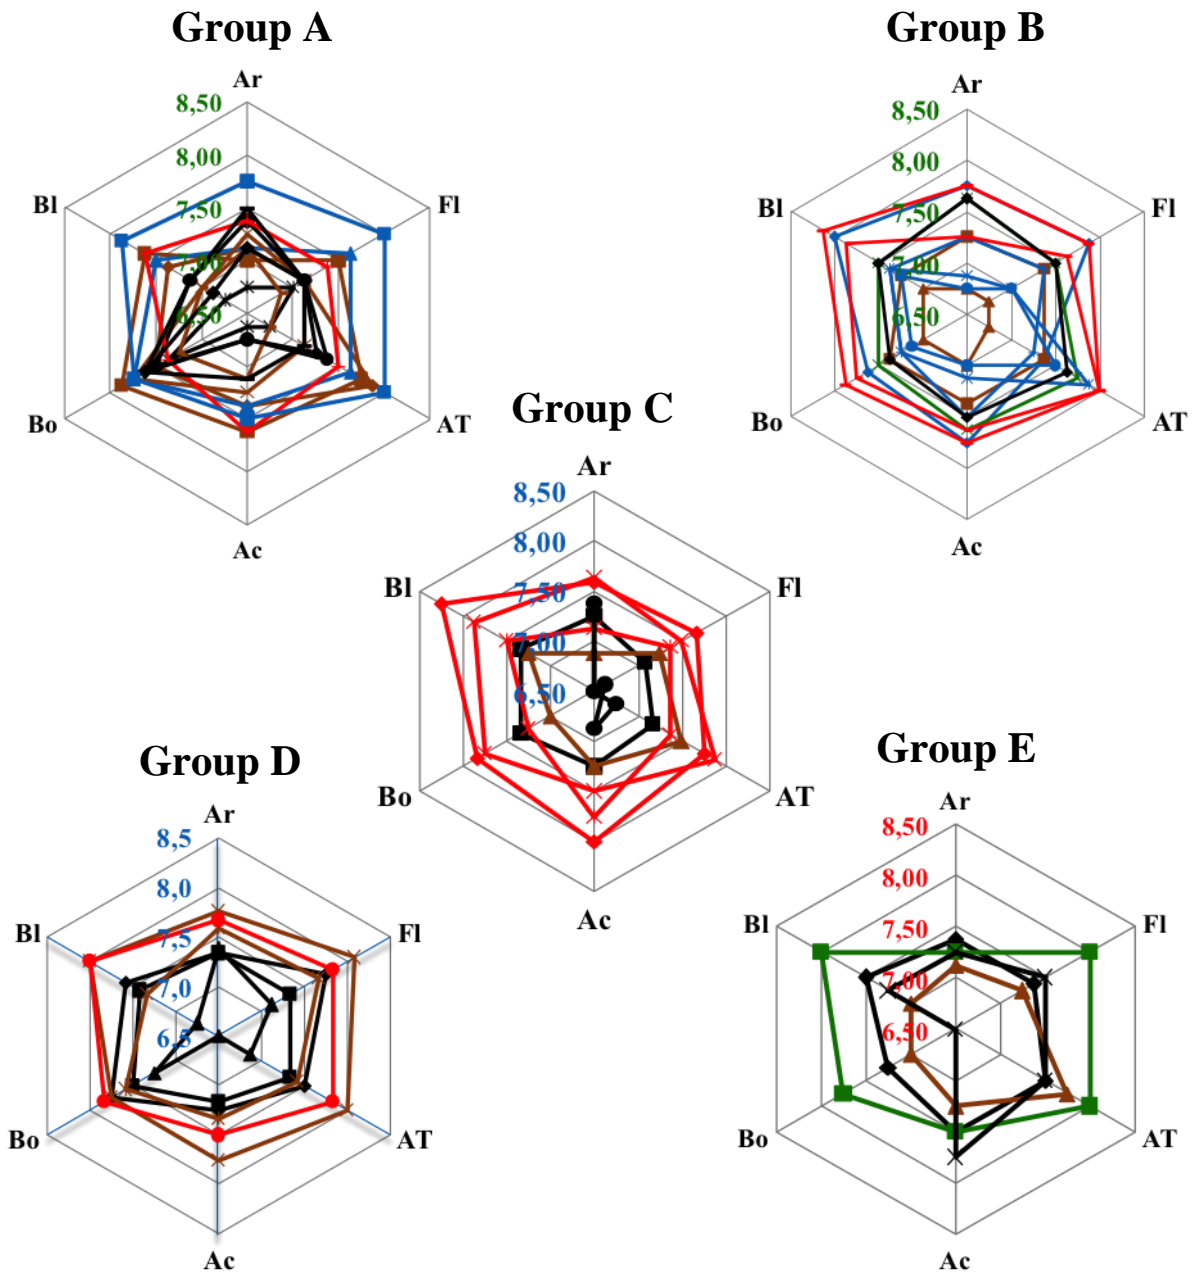 Group A
Ar
8,50
8,00
7,50
7,00
6,50
Bl
Fl
Bo
AT
Ac
Group B
Ar
8,50
8,00
7,50
7,00
6,50
Bl
Fl
Bo
AT
Ac
Group C
Ar
8,50
8,00
7,50
7,00
6,50
Bl
Fl
Bo
AT
Ac
Group D
Ar
8,5
8,0
7,5
7,0
6,5
Bl
Fl
Bo
AT
Ac
Group E
Ar
8,50
8,00
7,50
7,00
6,50
Bl
Fl
Bo
AT
Ac